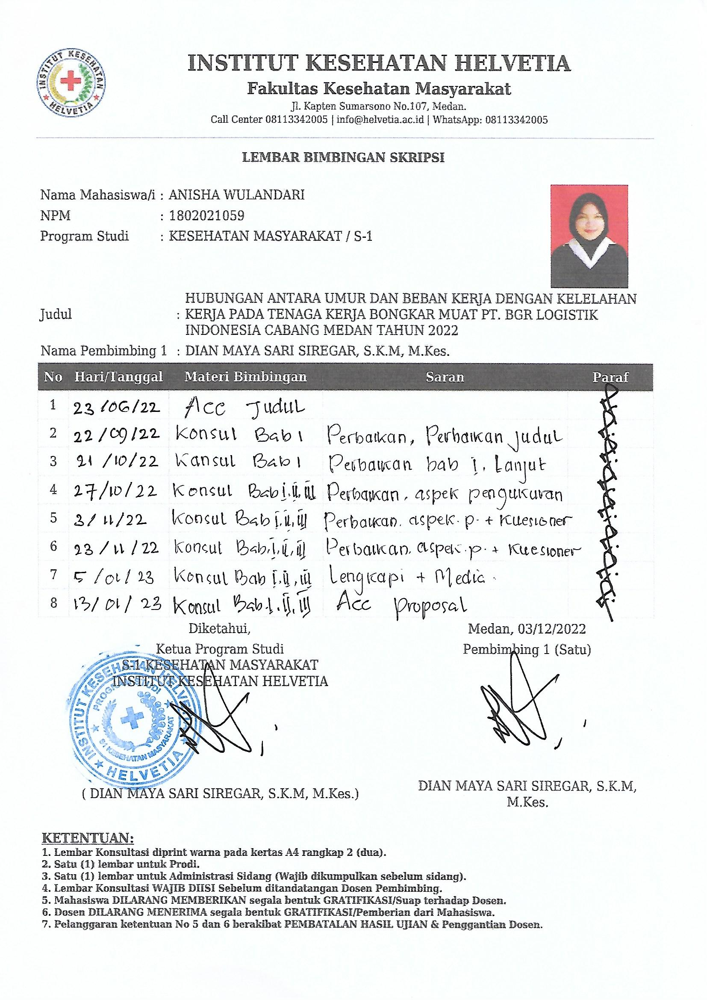 INSTITUT KESEHATAN
HELVETIA
INSTITUT KESEHATAN HELVETIA
Fakultas Kesehatan Masyarakat
Jl. Kapten Sumarsono No.107, Medan.
Call Center 08113342005 | info@helvetia.ac.id | WhatsApp: 08113342005
LEMBAR BIMBINGAN SKRIPSI
Nama Mahasiswa/i : ANISHA WULANDARI
NPM : 1802021059
Program Studi : KESEHATAN MASYARAKAT / S-1
HUBUNGAN ANTARA UMUR DAN BEBAN KERJA DENGAN KELELAHAN
Judul : KERJA PADA TENAGA KERJA BONGKAR MUAT PT. BGR LOGISTIK
INDONESIA CABANG MEDAN TAHUN 2022
Nama Pembimbing 1 : DIAN MAYA SARI SIREGAR, S.K.M, M.Kes.
No Hari/Tanggal Materi Bimbingan Saran Paraf
1 23/06/22 Acc Judul
2 22/09/22 Konsul Bab 1 Perbaikan, Perbaikan judul
3 21/10/22 Kansul Bab 1 Perbaikan bab I. Lanjut
4 27/10/22 Konsul Bab I.II.III Perbaikan, aspek pengukuran
5 3/11/22 Konsul Bab I.II.III Perbaikan. aspek. p. + Kuesioner
6 23/11/22 Konsul Bab.I.II.III Perbaikan. aspek.p. + Kuesioner
7 5/01/23 Konsul Bab I.II,III Lengkapi + Media.
8 13/01/23 Konsul Bab.I.II.III Acc Proposal
Diketahui, Medan, 03/12/2022
Ketua Program Studi Pembimbing 1 (Satu)
S-1 KESEHATAN MASYARAKAT
INSTITUT KESEHATAN HELVETIA
INSTITUT KESEHATAN HELVETIA
PROGRAM STUDI
S1 KESEHATAN MASYARAKAT
HELVETIA
( DIAN MAYA SARI SIREGAR, S.K.M, M.Kes.) DIAN MAYA SARI SIREGAR, S.K.M,
M.Kes.
KETENTUAN:
1. Lembar Konsultasi diprint warna pada kertas A4 rangkap 2 (dua).
2. Satu (1) lembar untuk Prodi.
3. Satu (1) lembar untuk Administrasi Sidang (Wajib dikumpulkan sebelum sidang).
4. Lembar Konsultasi WAJIB DIISI Sebelum ditandatangan Dosen Pembimbing.
5. Mahasiswa DILARANG MEMBERIKAN segala bentuk GRATIFIKASI/Suap terhadap Dosen.
6. Dosen DILARANG MENERIMA segala bentuk GRATIFIKASI/Pemberian dari Mahasiswa.
7. Pelanggaran ketentuan No 5 dan 6 berakibat PEMBATALAN HASIL UJIAN & Penggantian Dosen.